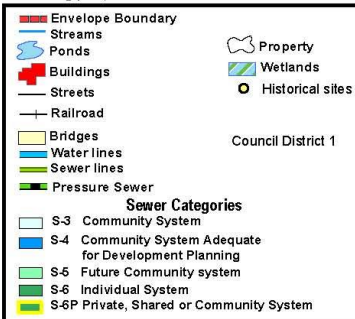 Envelope Boundary
Streams
Ponds
Buildings
Streets
Railroad
Bridges
Water lines
Sewer lines
Pressure Sewer
Property
Wetlands
Historical sites
Council District 1
Sewer Categories
S-3 Community System
S-4 Community System Adequate
for Development Planning
S-5 Future Community system
S-6 Individual System
S-6P Private, Shared or Community System